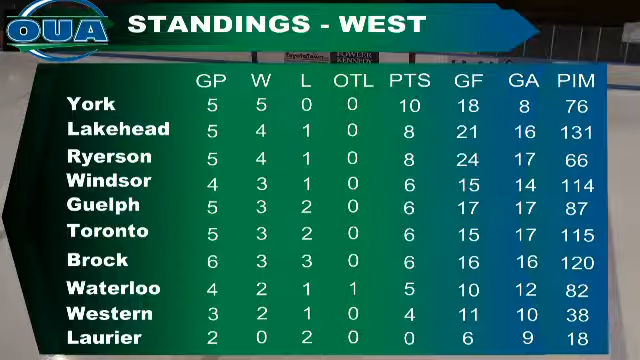 OUA
STANDINGS - WEST
FOWLER
KENNEDY
GP W L OTL PTS GF GA PIM
York 5 5 0 0 10 18 8 76
Lakehead 5 4 1 0 8 21 16 131
Ryerson 5 4 1 0 8 24 17 66
Windsor 4 3 1 0 6 15 14 114
Guelph 5 3 2 0 6 17 17 87
Toronto 5 3 2 0 6 15 17 115
Brock 6 3 3 0 6 16 16 120
Waterloo 4 2 1 1 5 10 12 82
Western 3 2 1 0 4 11 10 38
Laurier 2 0 2 0 0 6 9 18